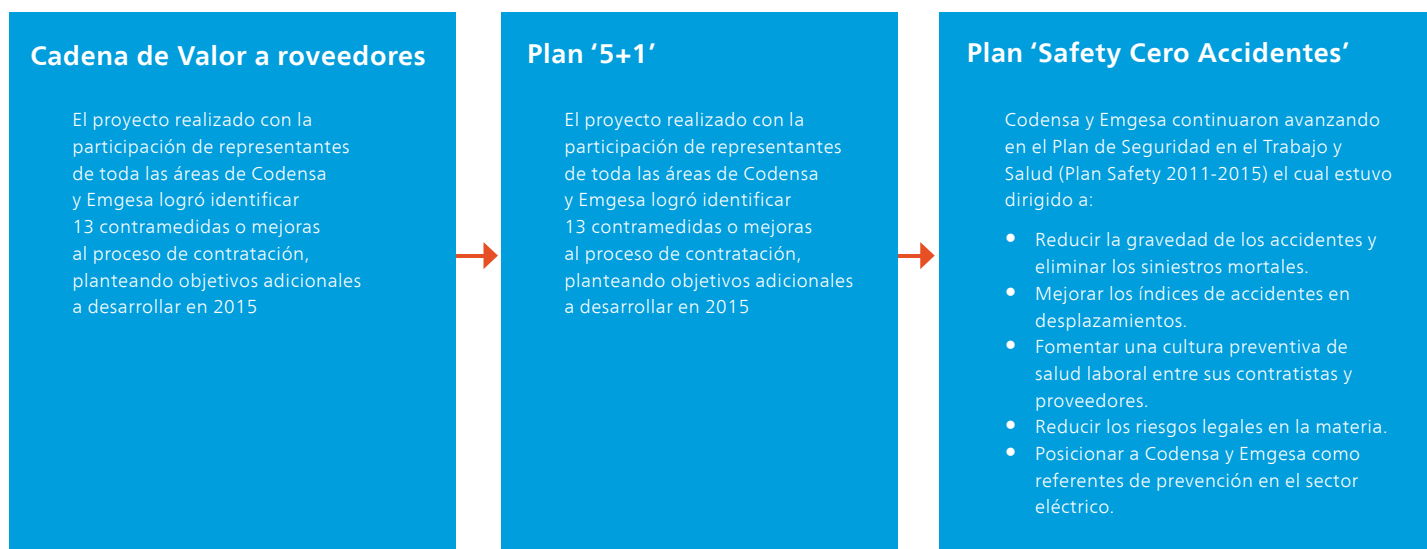 Cadena de Valor a roveedores
El proyecto realizado con la
participación de representantes
de toda las áreas de Codensa
y Emgesa logró identificar
13 contramedidas o mejoras
al proceso de contratación,
planteando objetivos adicionales
a desarrollar en 2015
Plan ‘5+1’
El proyecto realizado con la
participación de representantes
de toda las áreas de Codensa
y Emgesa logró identificar
13 contramedidas o mejoras
al proceso de contratación,
planteando objetivos adicionales
a desarrollar en 2015
Plan ‘Safety Cero Accidentes’
Codensa y Emgesa continuaron avanzando
en el Plan de Seguridad en el Trabajo y
Salud (Plan Safety 2011-2015) el cual estuvo
dirigido a:
• Reducir la gravedad de los accidentes y
eliminar los siniestros mortales.
• Mejorar los índices de accidentes en
desplazamientos.
• Fomentar una cultura preventiva de
salud laboral entre sus contratistas y
proveedores.
• Reducir los riesgos legales en la materia.
• Posicionar a Codensa y Emgesa como
referentes de prevención en el sector
eléctrico.